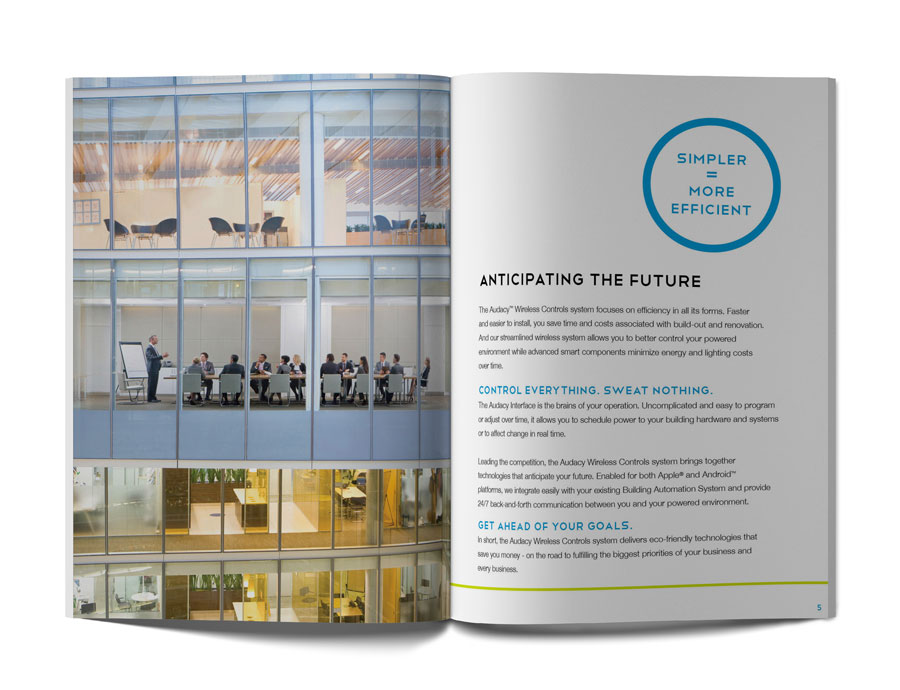 SIMPLER
=
MORE
EFFICIENT
ANTICIPATING THE FUTURE
The Audacy™ Wireless Controls system focuses on efficiency in all its forms. Faster
and easier to install, you save time and costs associated with build-out and renovation.
And our streamlined wireless system allows you to better control your powered
environment while advanced smart components minimize energy and lighting costs
over time.
CONTROL EVERYTHING. SWEAT NOTHING.
The Audacy Interface is the brains of your operation. Uncomplicated and easy to program
or adjust over time, it allows you to schedule power to your building hardware and systems
or to affect change in real time.
Leading the competition, the Audacy Wireless Controls system brings together
technologies that anticipate your future. Enabled for both Apple® and Android™
platforms, we integrate easily with your existing Building Automation System and provide
24/7 back-and-forth communication between you and your powered environment.
GET AHEAD OF YOUR GOALS.
In short, the Audacy Wireless Controls system delivers eco-friendly technologies that
save you money - on the road to fulfilling the biggest priorities of your business and
every business.
5